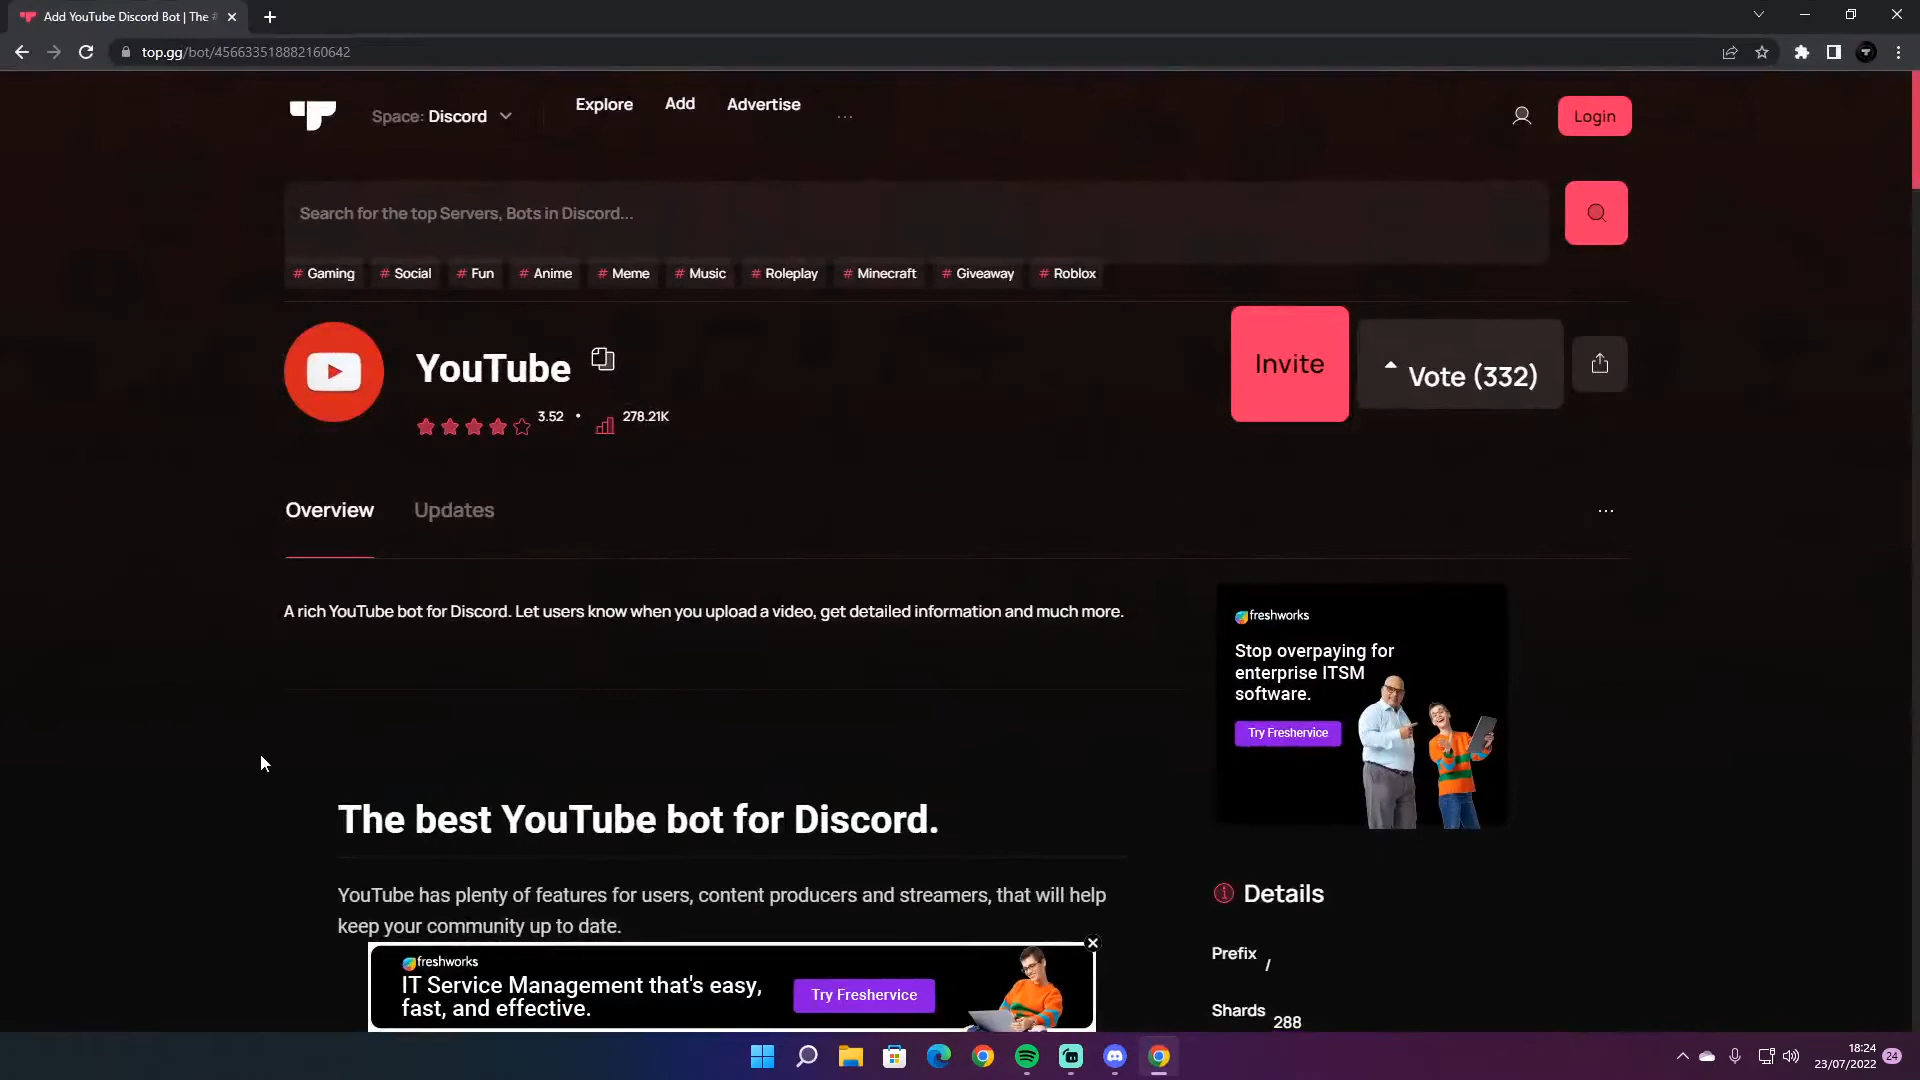 Add YouTube Discord Bot | The
top.gg/bot/456633518882160642
Space: Discord
Explore
Add
Advertise
...
Login
Search for the top Servers, Bots in Discord...
# Gaming
# Social
# Fun
# Anime
# Meme
# Music
# Roleplay
# Minecraft
# Giveaway
# Roblox
YouTube
3.52 • 278.21K
Invite
Vote (332)
Overview
Updates
...
A rich YouTube bot for Discord. Let users know when you upload a video, get detailed information and much more.
freshworks
Stop overpaying for
enterprise ITSM
software.
Try Freshervice
The best YouTube bot for Discord.
YouTube has plenty of features for users, content producers and streamers, that will help
keep your community up to date.
freshworks
IT Service Management that's easy,
fast, and effective.
Try Freshervice
Details
Prefix
/
Shards
288
18:24
23/07/2022
24